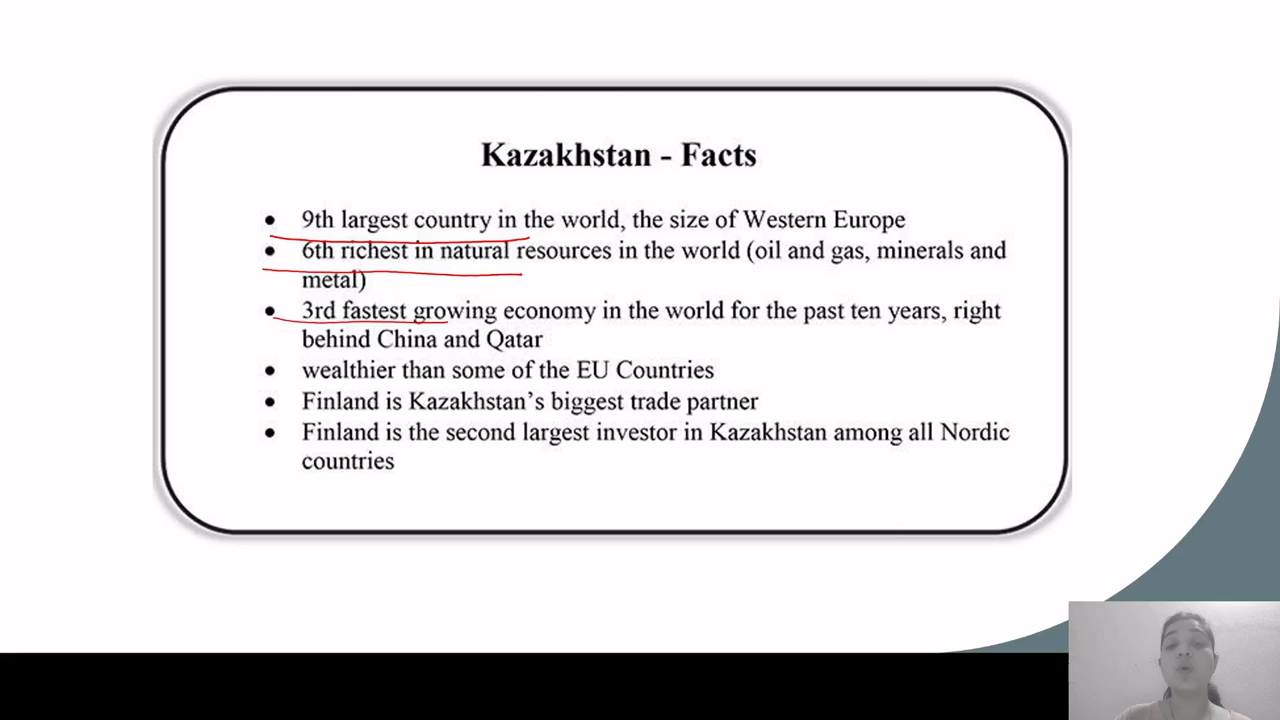 Kazakhstan - Facts
• 9th largest country in the world, the size of Western Europe
• 6th richest in natural resources in the world (oil and gas, minerals and
metal)
• 3rd fastest growing economy in the world for the past ten years, right
behind China and Qatar
• wealthier than some of the EU Countries
• Finland is Kazakhstan’s biggest trade partner
• Finland is the second largest investor in Kazakhstan among all Nordic
countries